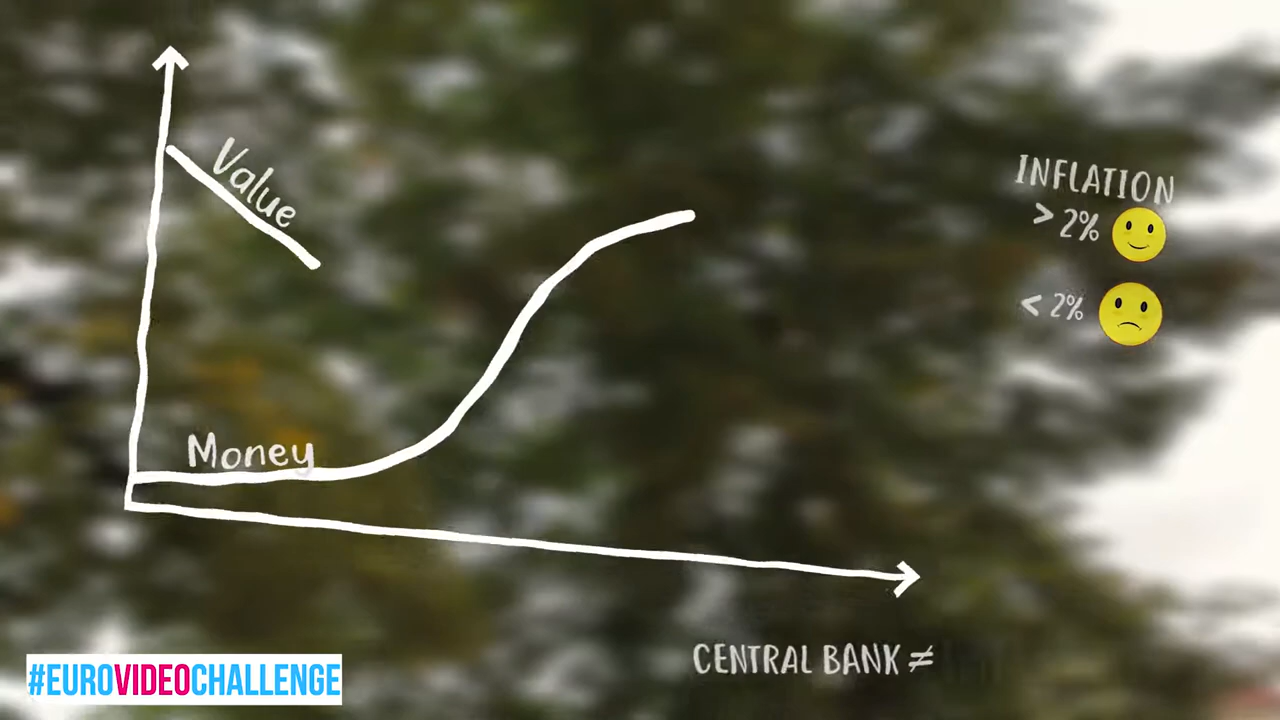 Value
INFLATION
> 2%
< 2%
Money
CENTRAL BANK ≠
#EUROVIDEOCHALLENGE